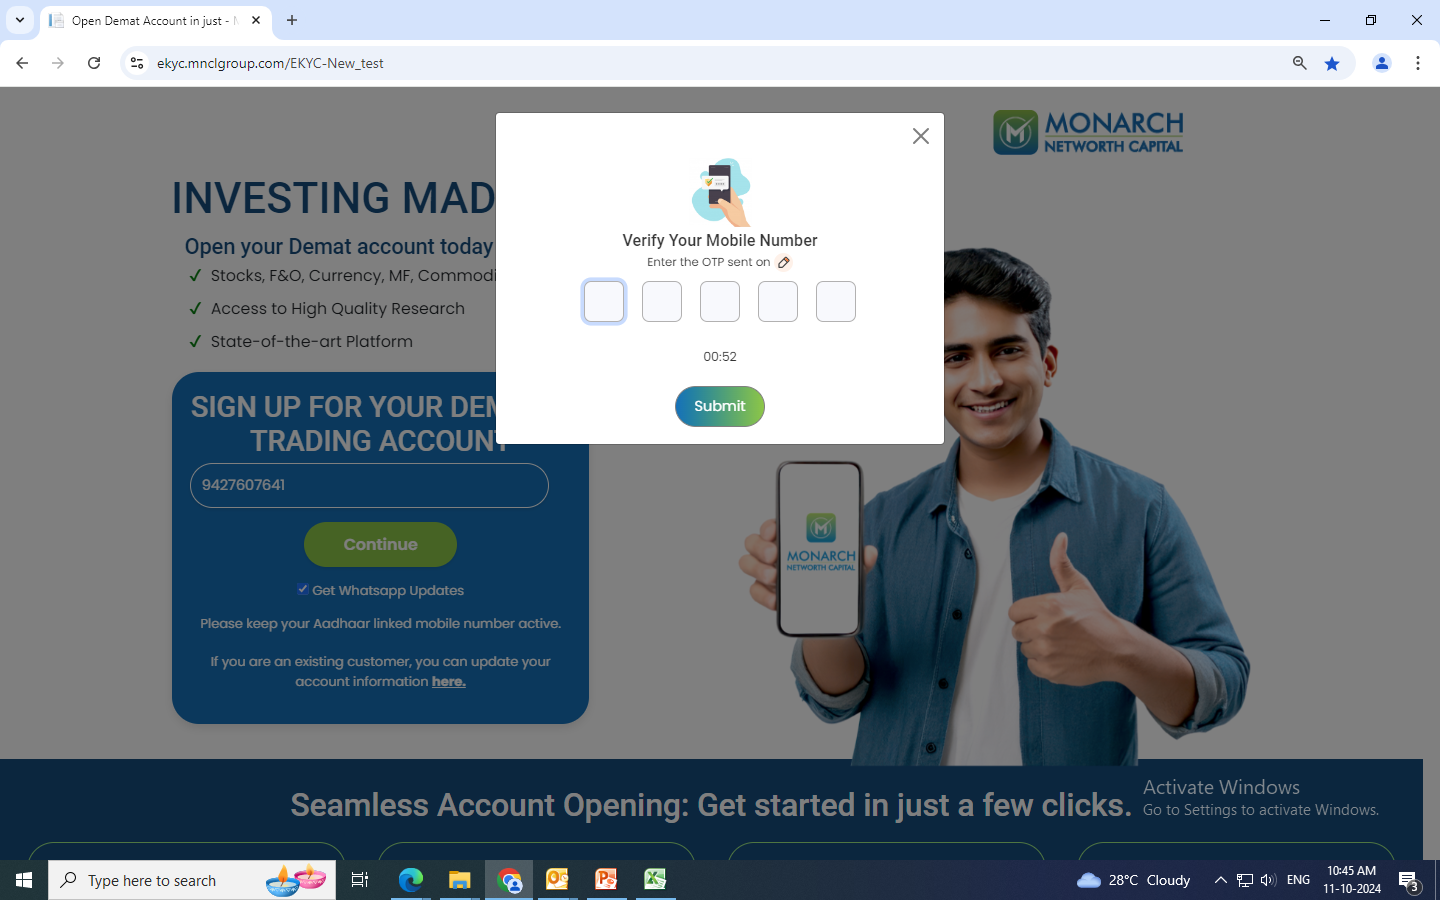 Open Demat Account in just -
ekyc.mnclgroup.com/EKYC-New_test
MONARCH
NETWORTH CAPITAL
INVESTING MAD
Open your Demat account today
✓ Stocks, F&O, Currency, MF, Commodi
✓ Access to High Quality Research
✓ State-of-the-art Platform
Verify Your Mobile Number
Enter the OTP sent on
00:52
Submit
SIGN UP FOR YOUR DEM
TRADING ACCOUNT
9427607641
Continue
Get Whatsapp Updates
Please keep your Aadhaar linked mobile number active.
If you are an existing customer, you can update your
account information here.
MONARCH
NETWORTH CAPITAL
Activate Windows
Go to Settings to activate Windows.
Seamless Account Opening: Get started in just a few clicks.
Type here to search
28°C Cloudy
ENG
10:45 AM
11-10-2024
3